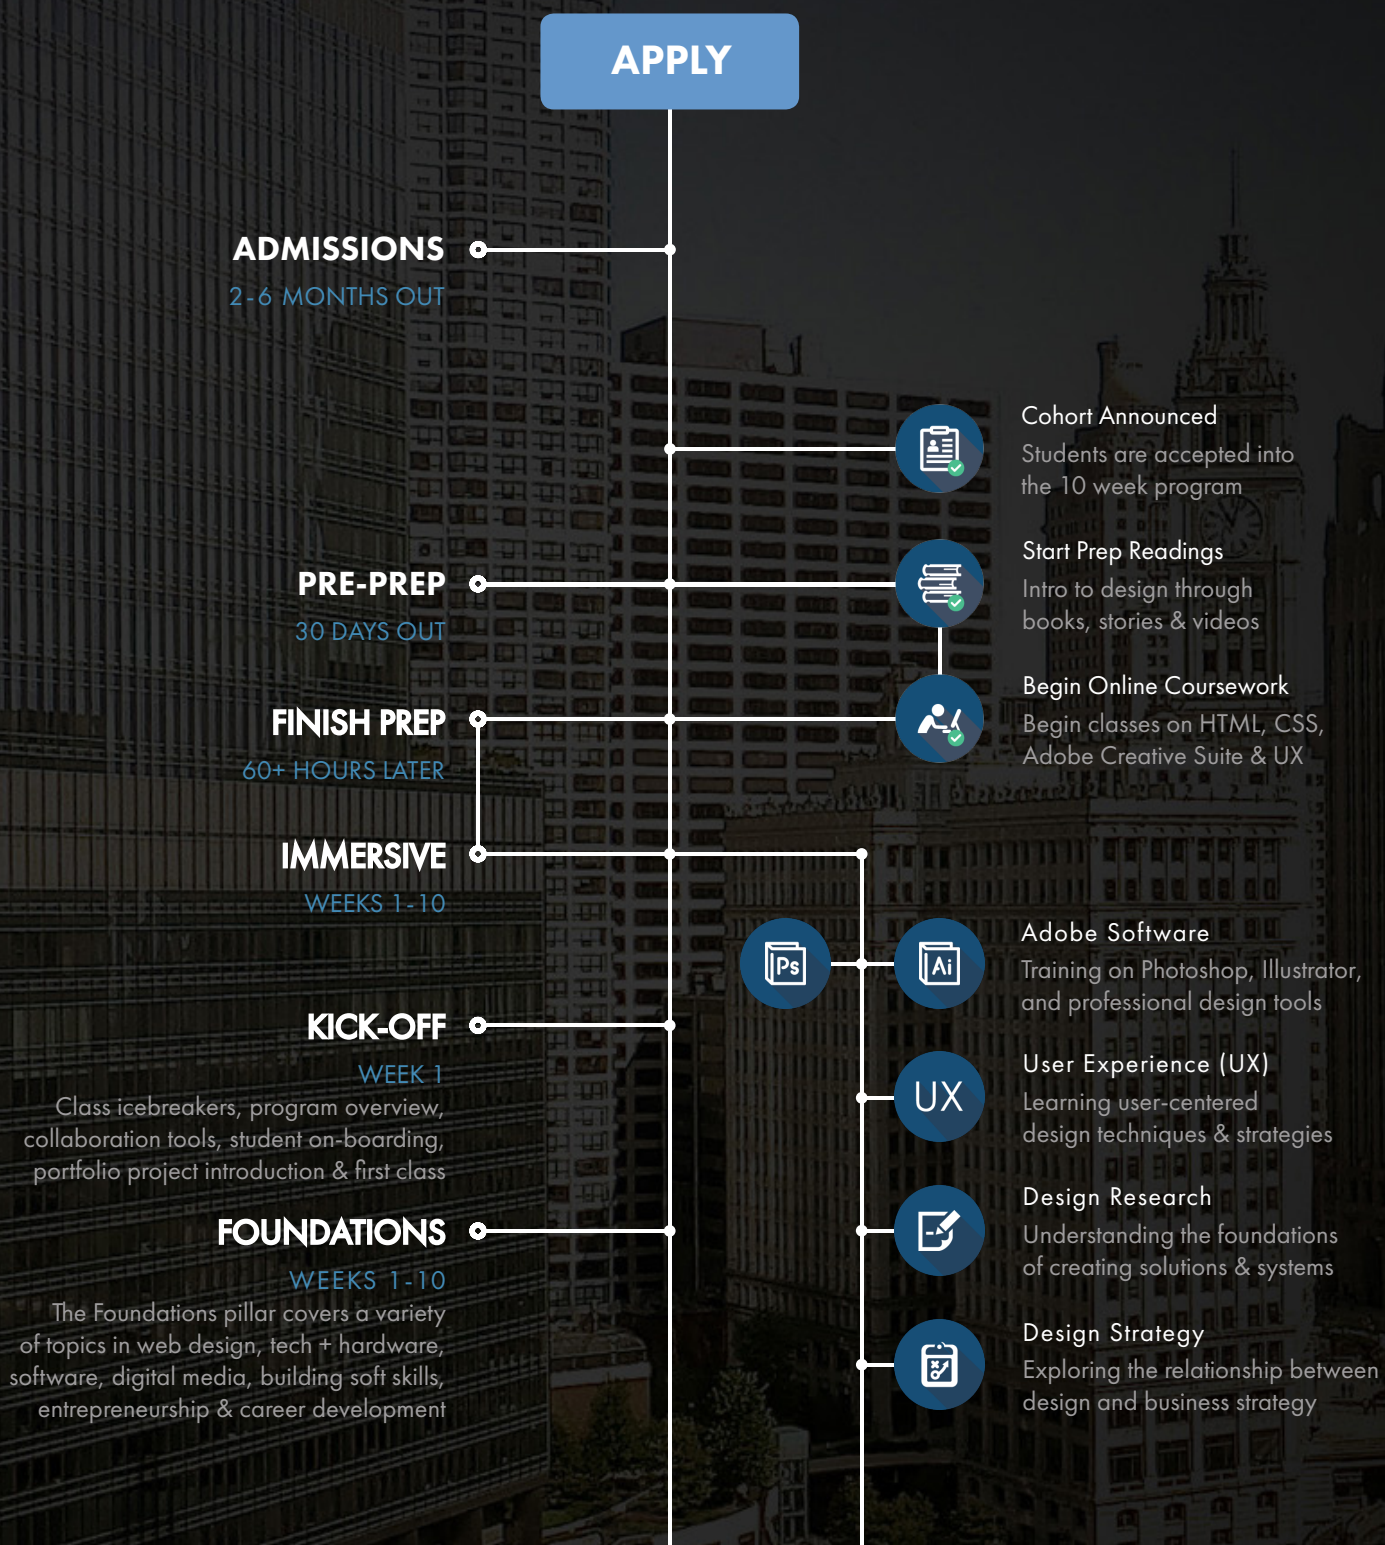 APPLY
ADMISSIONS
2-6 MONTHS OUT
Cohort Announced
Students are accepted into
the 10 week program
PRE-PREP
30 DAYS OUT
Start Prep Readings
Intro to design through
books, stories & videos
FINISH PREP
60+ HOURS LATER
Begin Online Coursework
Begin classes on HTML, CSS,
Adobe Creative Suite & UX
IMMERSIVE
WEEKS 1-10
Ps
Ai
Adobe Software
Training on Photoshop, Illustrator,
and professional design tools
KICK-OFF
WEEK 1
Class icebreakers, program overview,
collaboration tools, student on-boarding,
portfolio project introduction & first class
UX
User Experience (UX)
Learning user-centered
design techniques & strategies
Design Research
Understanding the foundations
of creating solutions & systems
FOUNDATIONS
WEEKS 1-10
The Foundations pillar covers a variety
of topics in web design, tech + hardware,
software, digital media, building soft skills,
entrepreneurship & career development
Design Strategy
Exploring the relationship between
design and business strategy